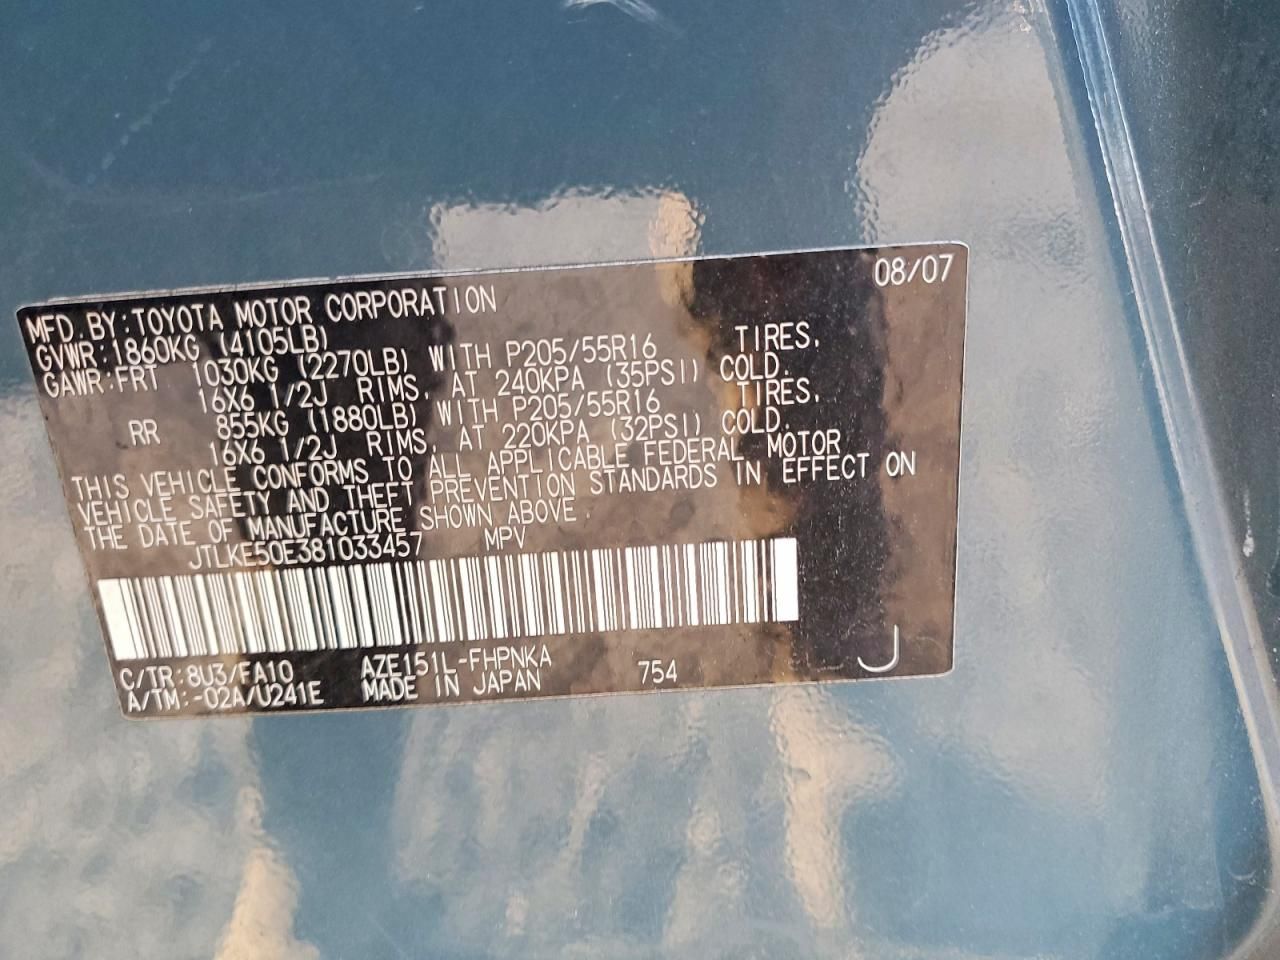 08/07
MFD.BY:TOYOTA MOTOR CORPORATION
GVWR:1860KG (4105LB)
GAWR:FRT 1030KG (2270LB) WITH P205/55R16 TIRES,
16X6 1/2J RIMS, AT 240KPA (35PSI) COLD.
RR 855KG (1880LB) WITH P205/55R16 TIRES,
16X6 1/2J RIMS, AT 220KPA (32PSI) COLD.
THIS VEHICLE CONFORMS TO ALL APPLICABLE FEDERAL MOTOR
VEHICLE SAFETY AND THEFT PREVENTION STANDARDS IN EFFECT ON
THE DATE OF MANUFACTURE SHOWN ABOVE.
JTLKE50E381033457 MPV
C/TR:8U3/FA10 AZE151L-FHPNKA
A/TM:-02A/U241E MADE IN JAPAN 754 J